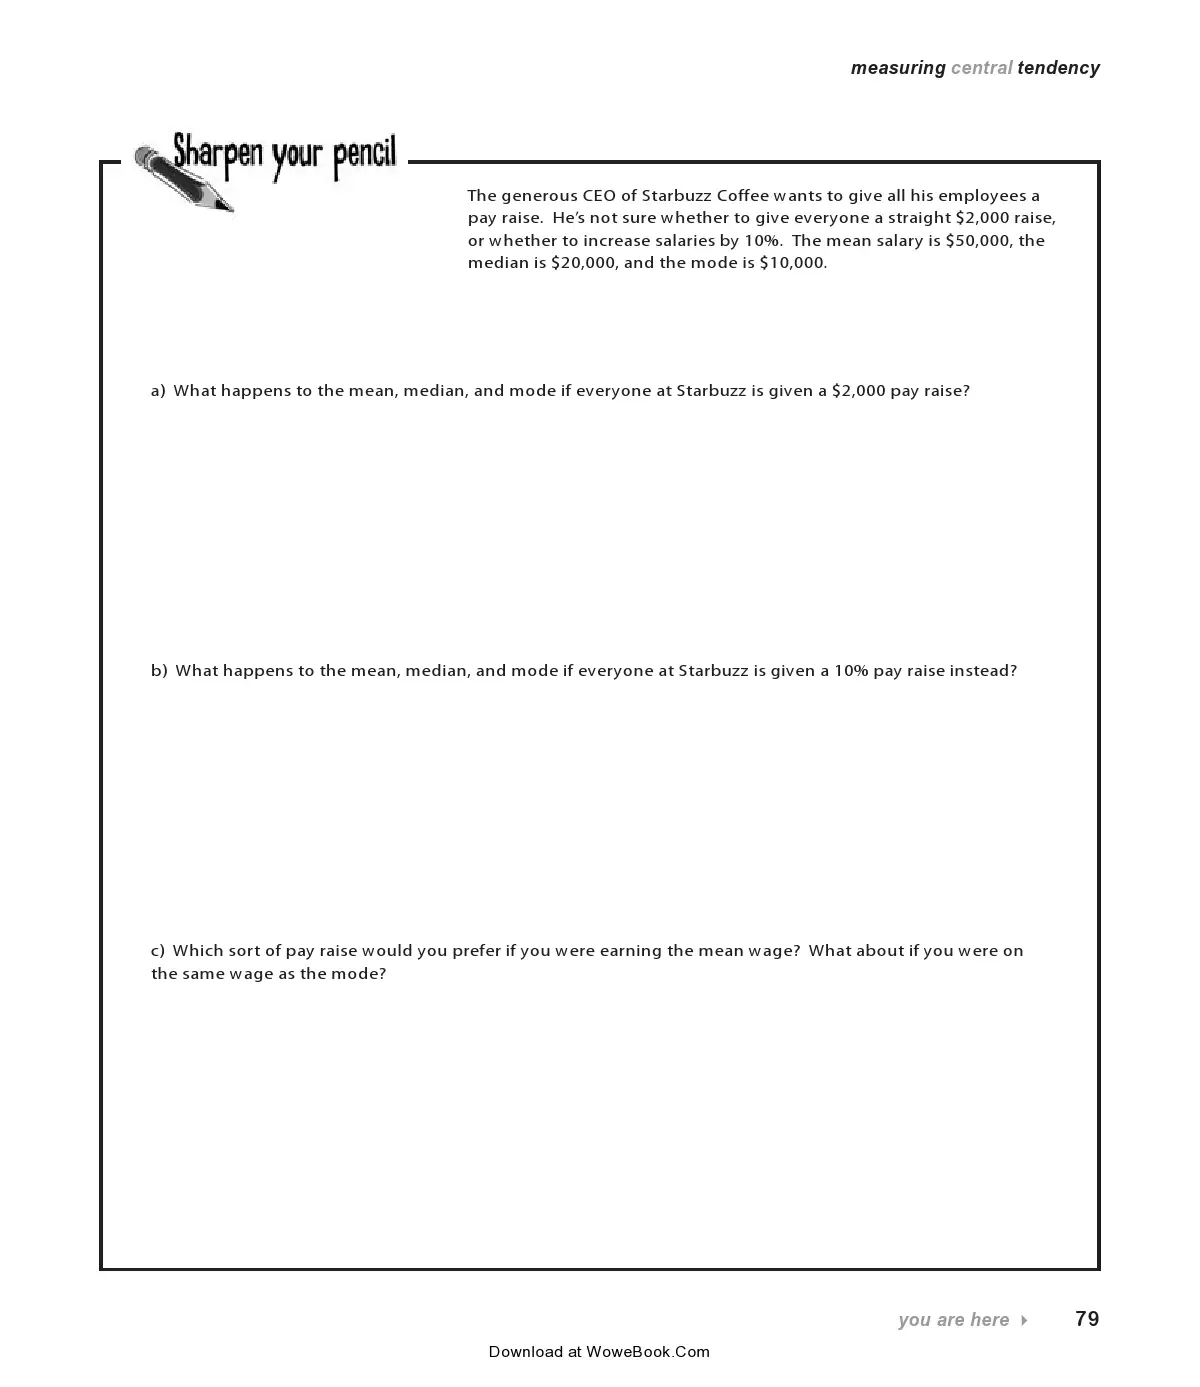 measuring central tendency
Sharpen your pencil
The generous CEO of Starbuzz Coffee wants to give all his employees a
pay raise. He's not sure whether to give everyone a straight $2,000 raise,
or whether to increase salaries by 10%. The mean salary is $50,000, the
median is $20,000, and the mode is $10,000.
a) What happens to the mean, median, and mode if everyone at Starbuzz is given a $2,000 pay raise?
b) What happens to the mean, median, and mode if everyone at Starbuzz is given a 10% pay raise instead?
c) Which sort of pay raise would you prefer if you were earning the mean wage? What about if you were on
the same wage as the mode?
you are here 79
Download at WoweBook.Com